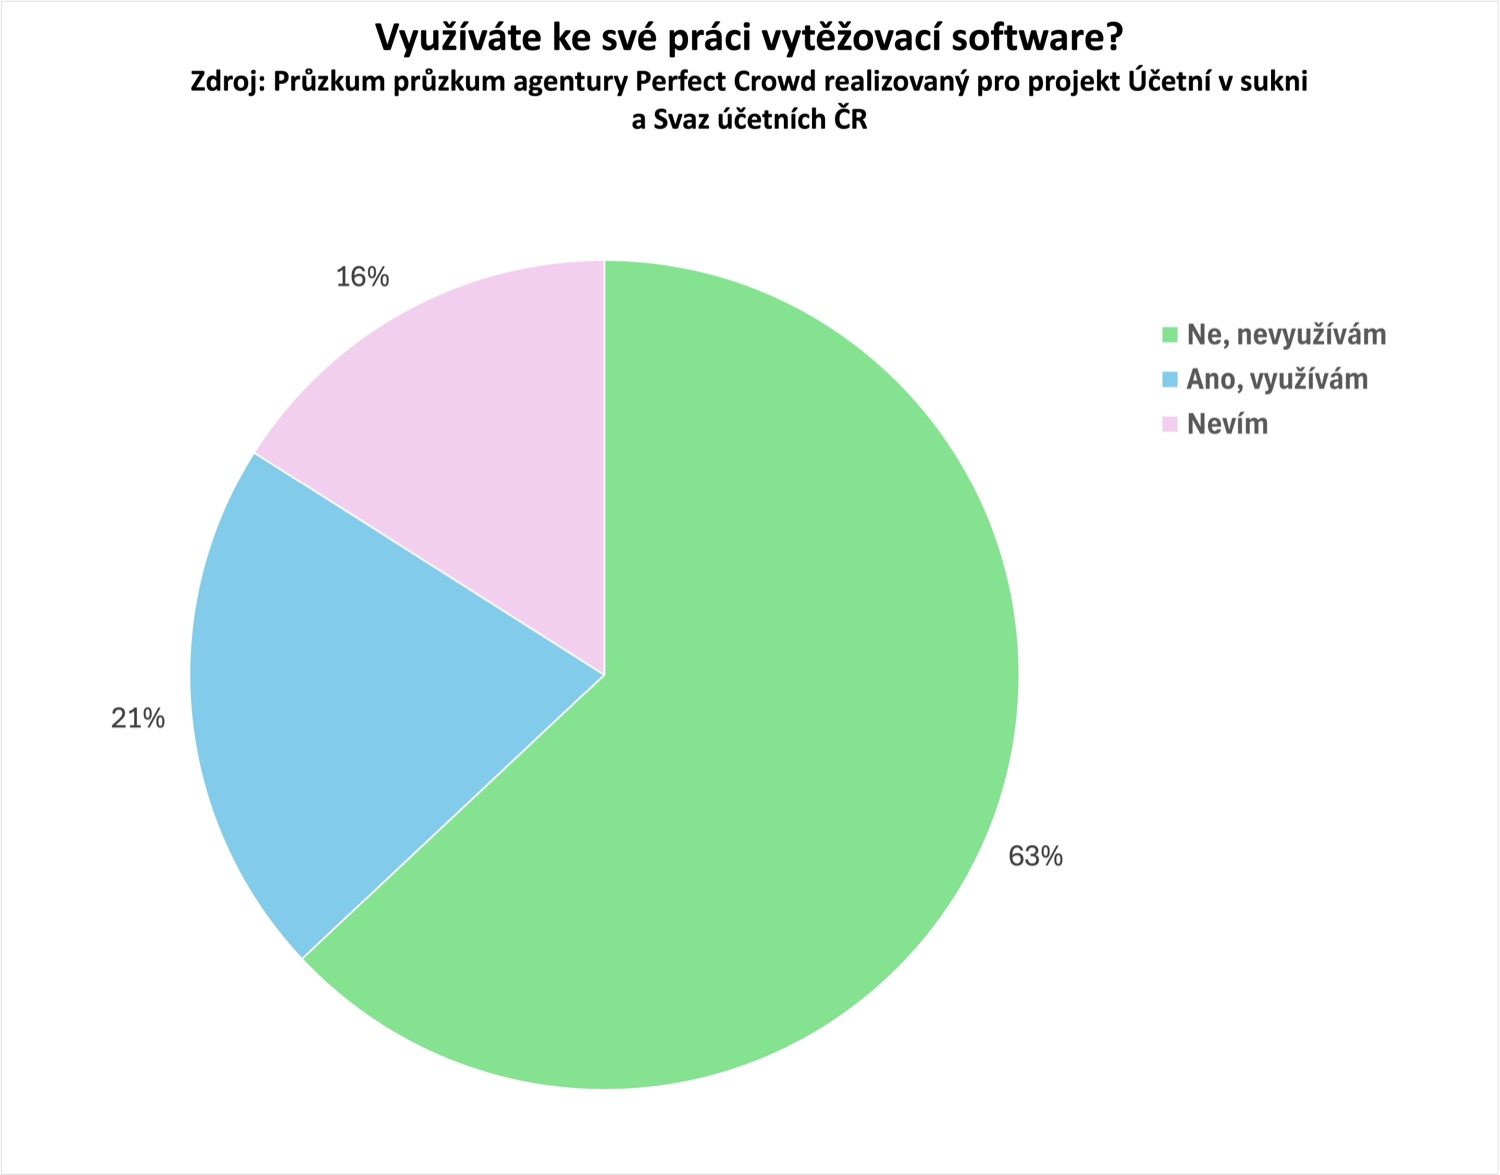 Využíváte ke své práci vytěžovací software?
Zdroj: Průzkum průzkum agentury Perfect Crowd realizovaný pro projekt Účetní v sukni
a Svaz účetních ČR
16%
Ne, nevyužívám
Ano, využívám
Nevím
21%
63%